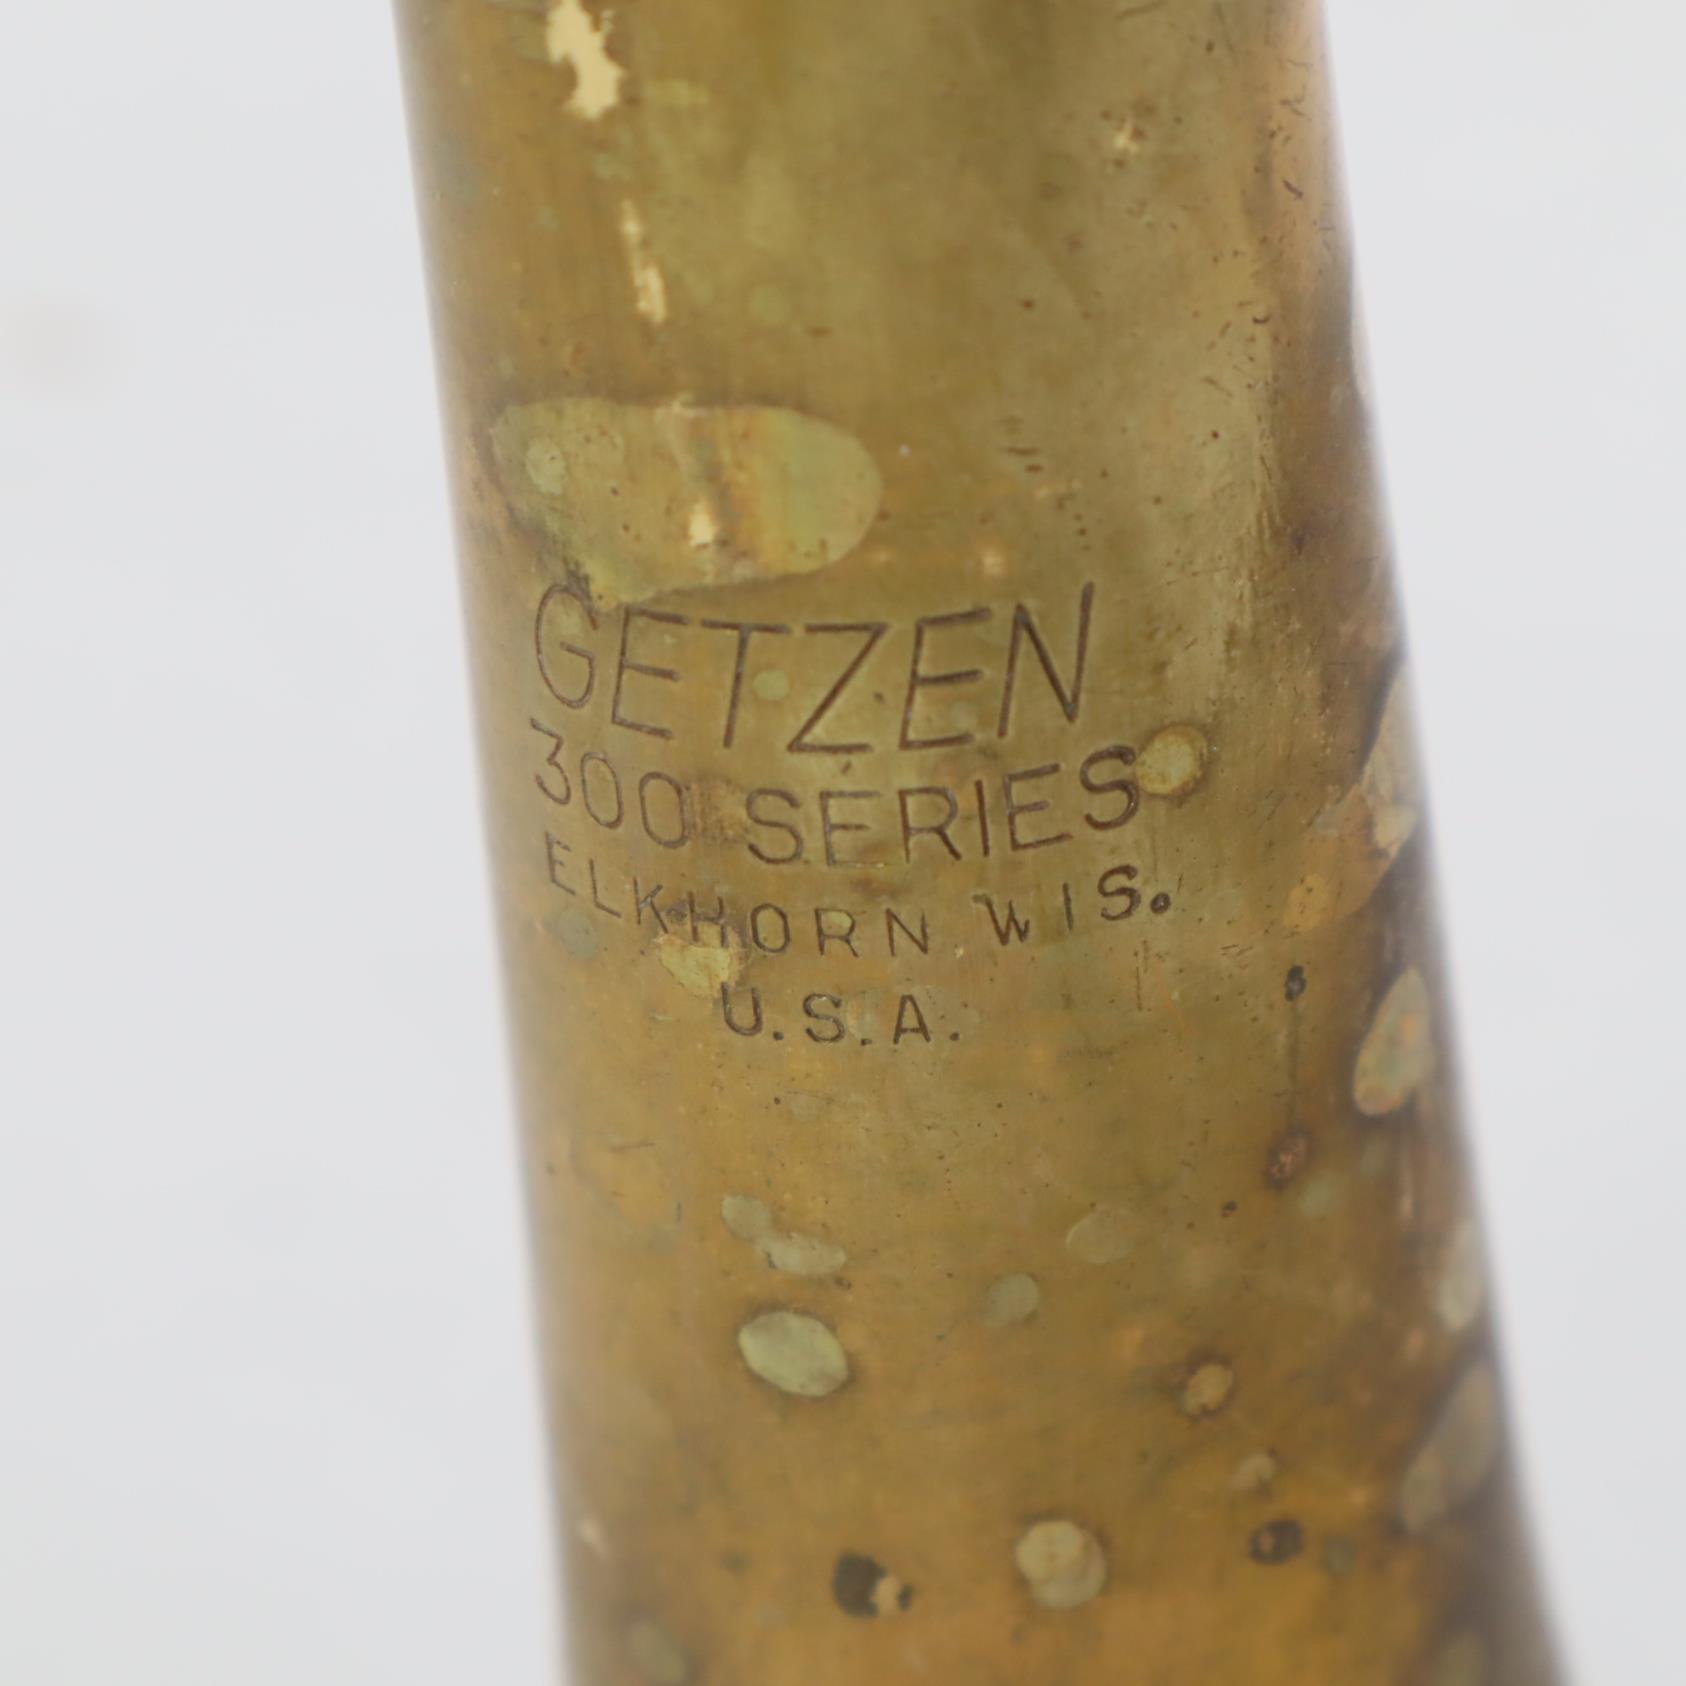 GETZEN
300 SERIES
ELKHORN WIS.
U.S.A.